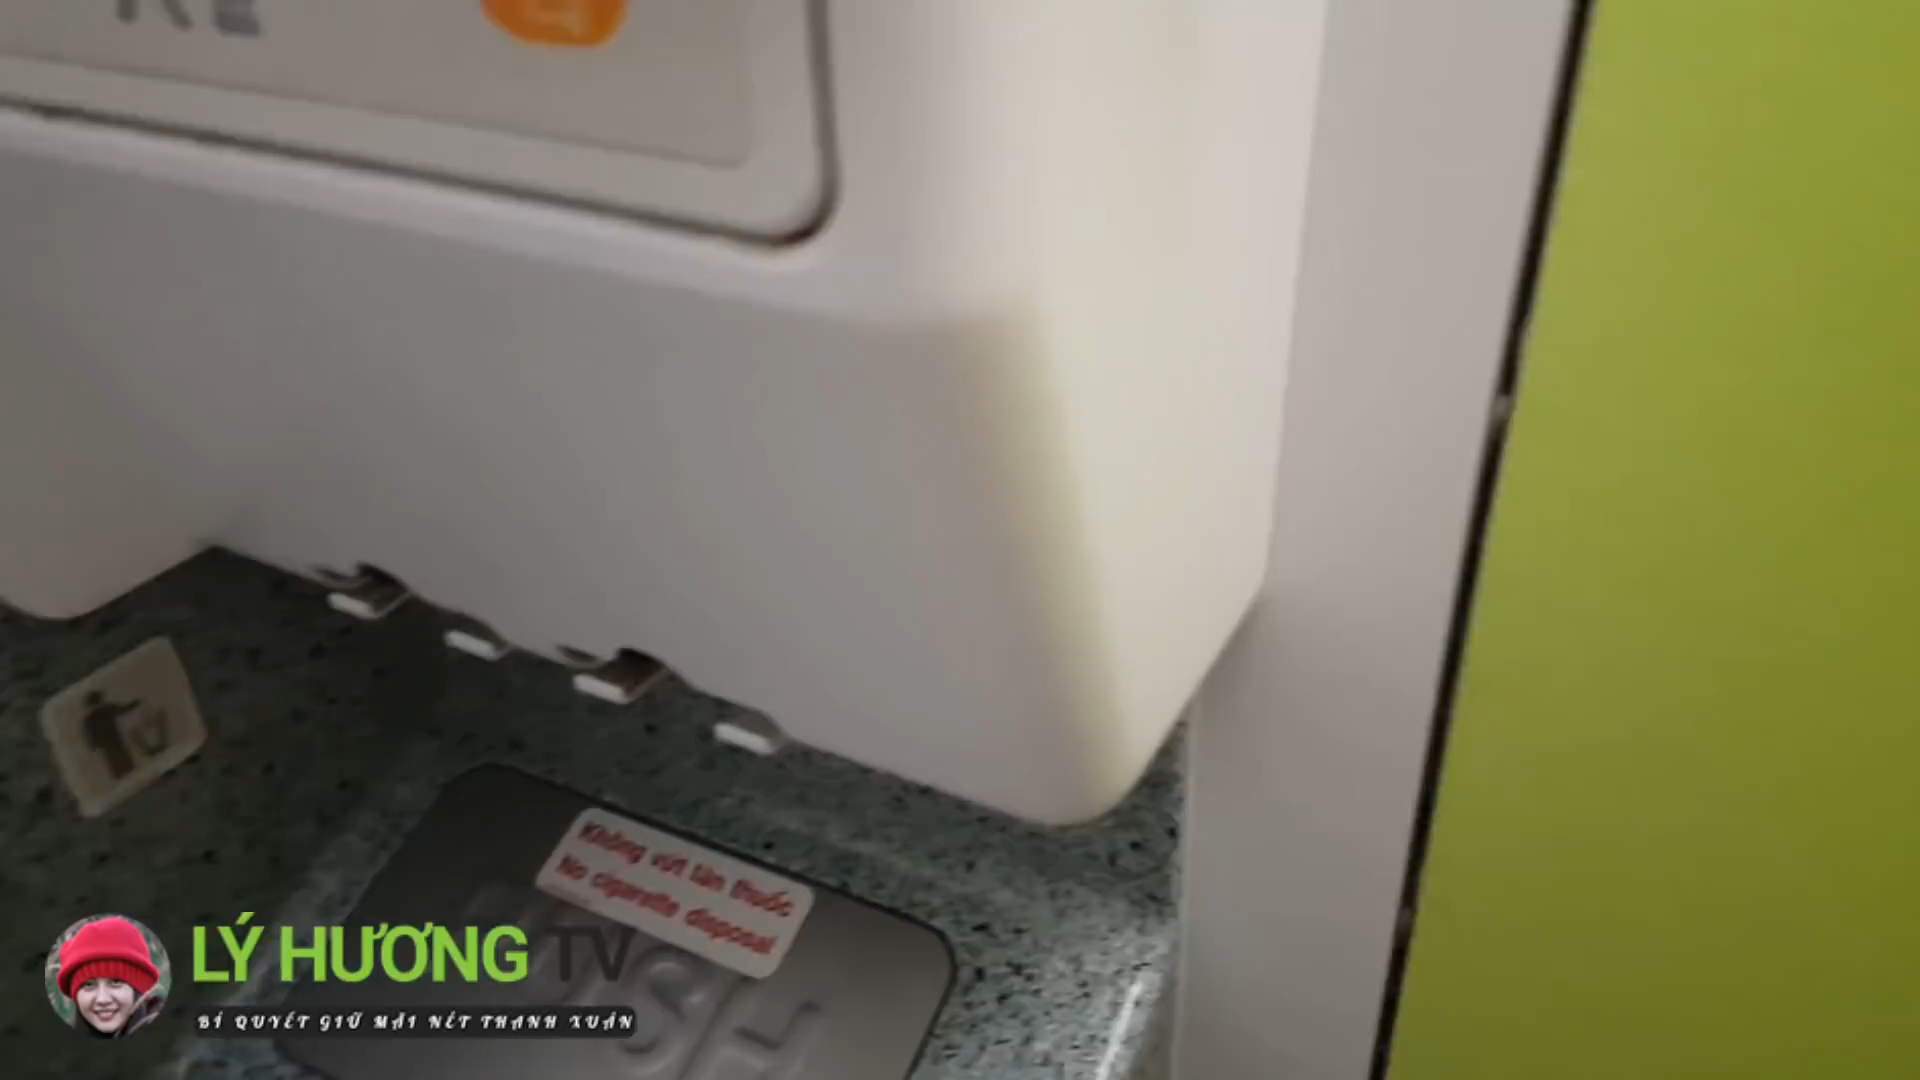 Không vứt tàn thuốc
No cigarette disposal
LÝ HƯƠNG TV
BÍ QUYẾT GIỮ MÃI NÉT THANH XUÂN